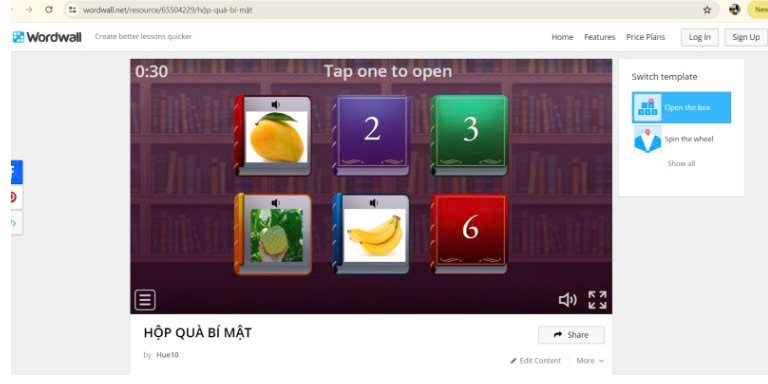 wordwall.net/resource/65504229/hộp-quà-bí-mật
New
Wordwall
Create better lessons quicker
Home Features Price Plans Log In Sign Up
0:30
Tap one to open
2
3
6
Switch template
Open the box
Spin the wheel
Show all
HỘP QUÀ BÍ MẬT
Share
by Hue10
Edit Content More